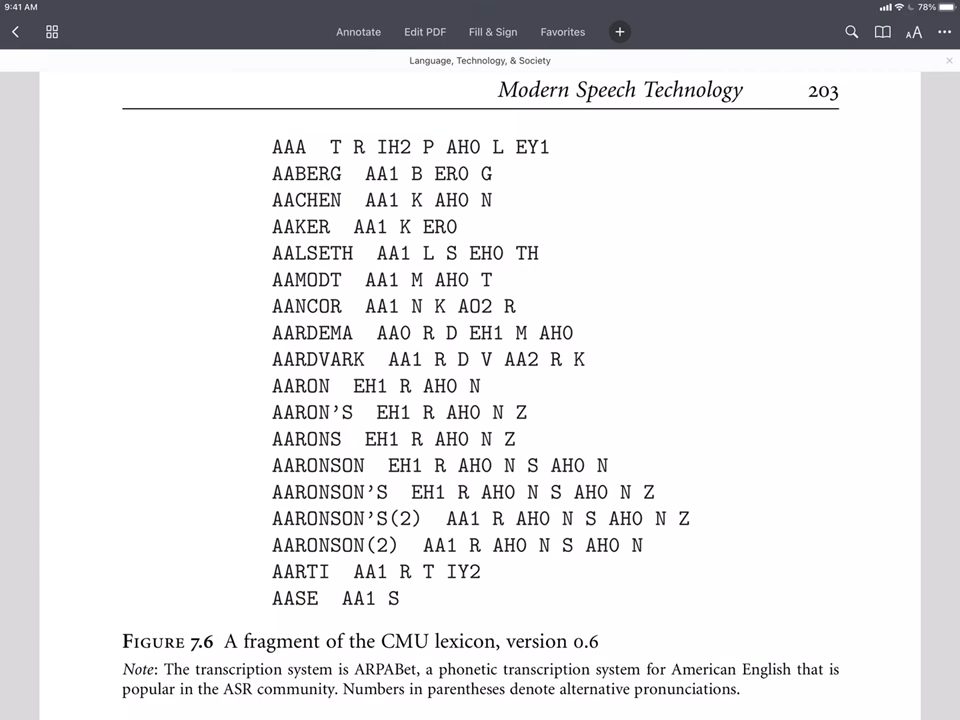 9:41 AM 78%
Annotate Edit PDF Fill & Sign Favorites
AA
Language, Technology, & Society
Modern Speech Technology 203
AAA T R IH2 P AH0 L EY1
AABERG AA1 B ER0 G
AACHEN AA1 K AH0 N
AAKER AA1 K ER0
AALSETH AA1 L S EH0 TH
AAMODT AA1 M AH0 T
AANCOR AA1 N K AO2 R
AARDEMA AA0 R D EH1 M AH0
AARDVARK AA1 R D V AA2 R K
AARON EH1 R AH0 N
AARON’S EH1 R AH0 N Z
AARONS EH1 R AH0 N Z
AARONSON EH1 R AH0 N S AH0 N
AARONSON’S EH1 R AH0 N S AH0 N Z
AARONSON’S(2) AA1 R AH0 N S AH0 N Z
AARONSON(2) AA1 R AH0 N S AH0 N
AARTI AA1 R T IY2
AASE AA1 S
FIGURE 7.6 A fragment of the CMU lexicon, version 0.6
Note: The transcription system is ARPABet, a phonetic transcription system for American English that is
popular in the ASR community. Numbers in parentheses denote alternative pronunciations.